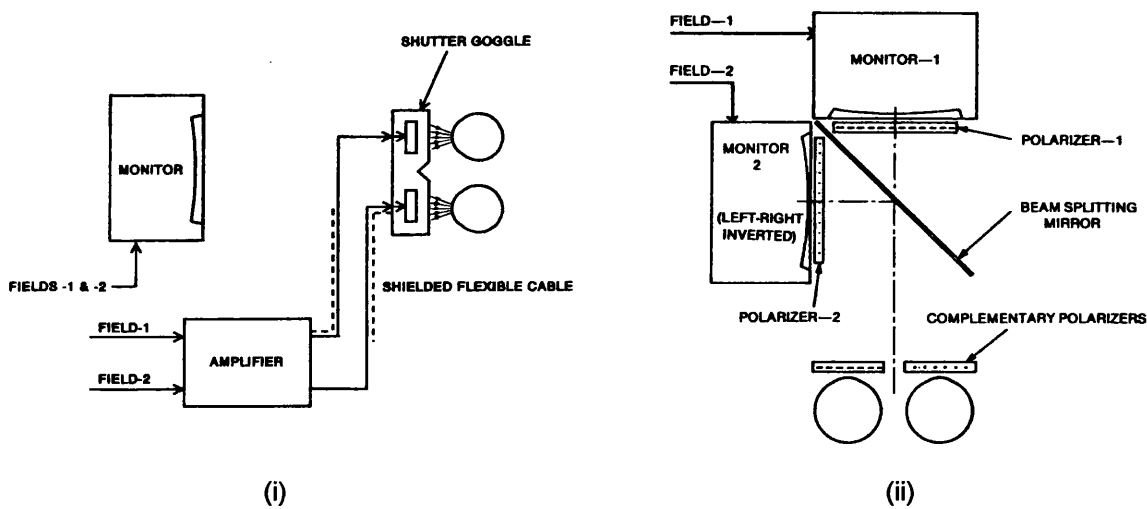 SHUTTER GOGGLE
MONITOR
FIELDS -1 & -2
SHIELDED FLEXIBLE CABLE
FIELD-1
AMPLIFIER
FIELD-2
(i)
FIELD—1
MONITOR—1
FIELD—2
POLARIZER—1
MONITOR
2
(LEFT-RIGHT
INVERTED)
BEAM SPLITTING
MIRROR
POLARIZER—2
COMPLEMENTARY POLARIZERS
(ii)